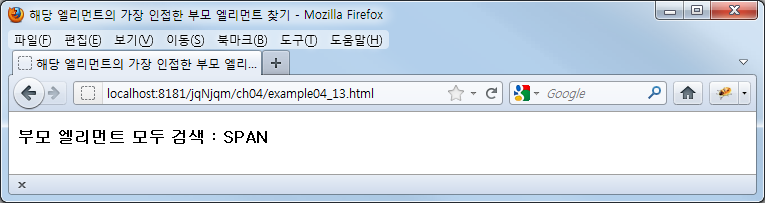 해당 엘리먼트의 가장 인접한 부모 엘리먼트 찾기 - Mozilla Firefox
파일(F) 편집(E) 보기(V) 이동(S) 북마크(B) 도구(T) 도움말(H)
해당 엘리먼트의 가장 인접한 부모 엘리...
localhost:8181/jqNjqm/ch04/example04_13.html
Google
부모 엘리먼트 모두 검색 : SPAN